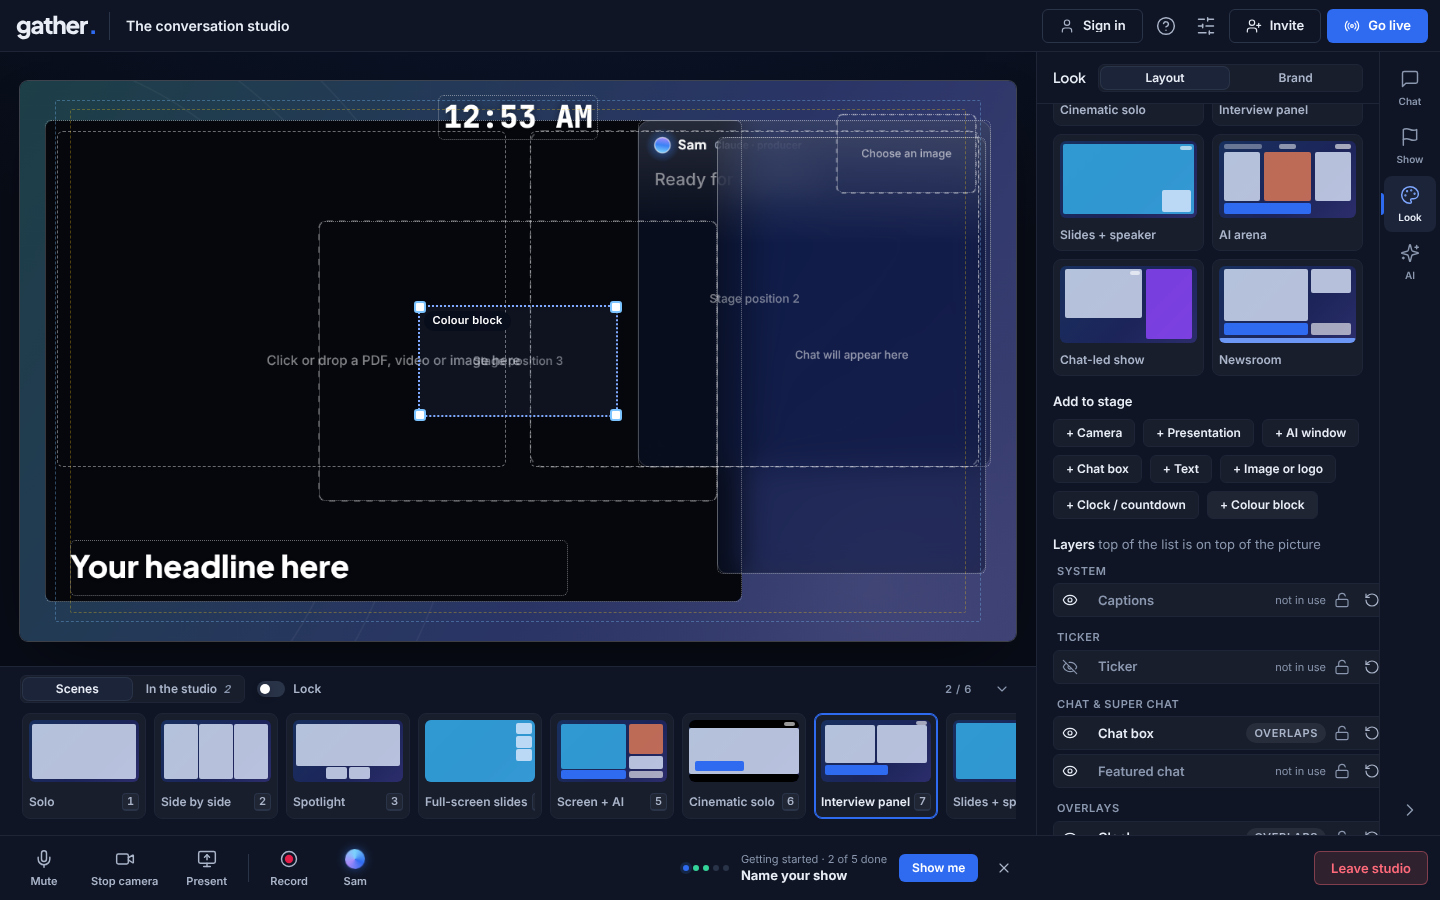 gather.
The conversation studio
Sign in
Invite
Go live
12:53 AM
Sam Claude · producer
Choose an image
Ready for
Stage position 2
Colour block
Click or drop a PDF, video or image here
Stage position 3
Chat will appear here
Your headline here
Look
Layout
Brand
Cinematic solo
Interview panel
Slides + speaker
AI arena
Chat-led show
Newsroom
Add to stage
+ Camera
+ Presentation
+ AI window
+ Chat box
+ Text
+ Image or logo
+ Clock / countdown
+ Colour block
Layers top of the list is on top of the picture
SYSTEM
Captions
not in use
TICKER
Ticker
not in use
CHAT & SUPER CHAT
Chat box
OVERLAPS
Featured chat
not in use
OVERLAYS
Clock
OVERLAPS
Chat
Show
Look
AI
Scenes
In the studio 2
Lock
2 / 6
Solo 1
Side by side 2
Spotlight 3
Full-screen slides
Screen + AI 5
Cinematic solo 6
Interview panel 7
Slides + sp
Mute
Stop camera
Present
Record
Sam
Getting started · 2 of 5 done
Name your show
Show me
Leave studio